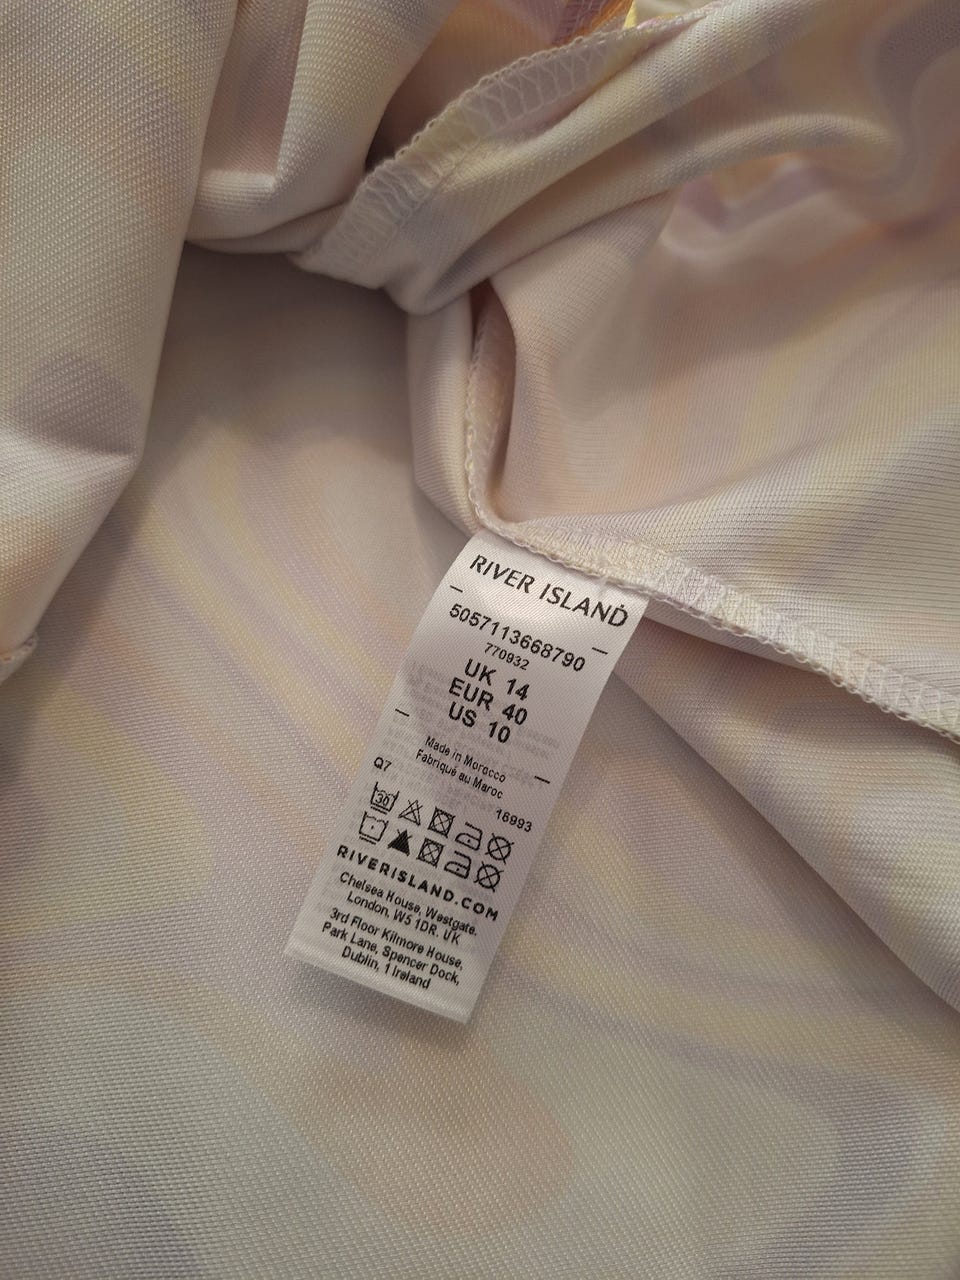 RIVER ISLAND
5057113668790
770932
UK 14
EUR 40
US 10
Made in Morocco
Fabriqué au Maroc
Q7
16993
30
RIVERISLAND.COM
Chelsea House, Westgate,
London, W5 1DR. UK
3rd Floor Kilmore House,
Park Lane, Spencer Dock,
Dublin, 1 Ireland